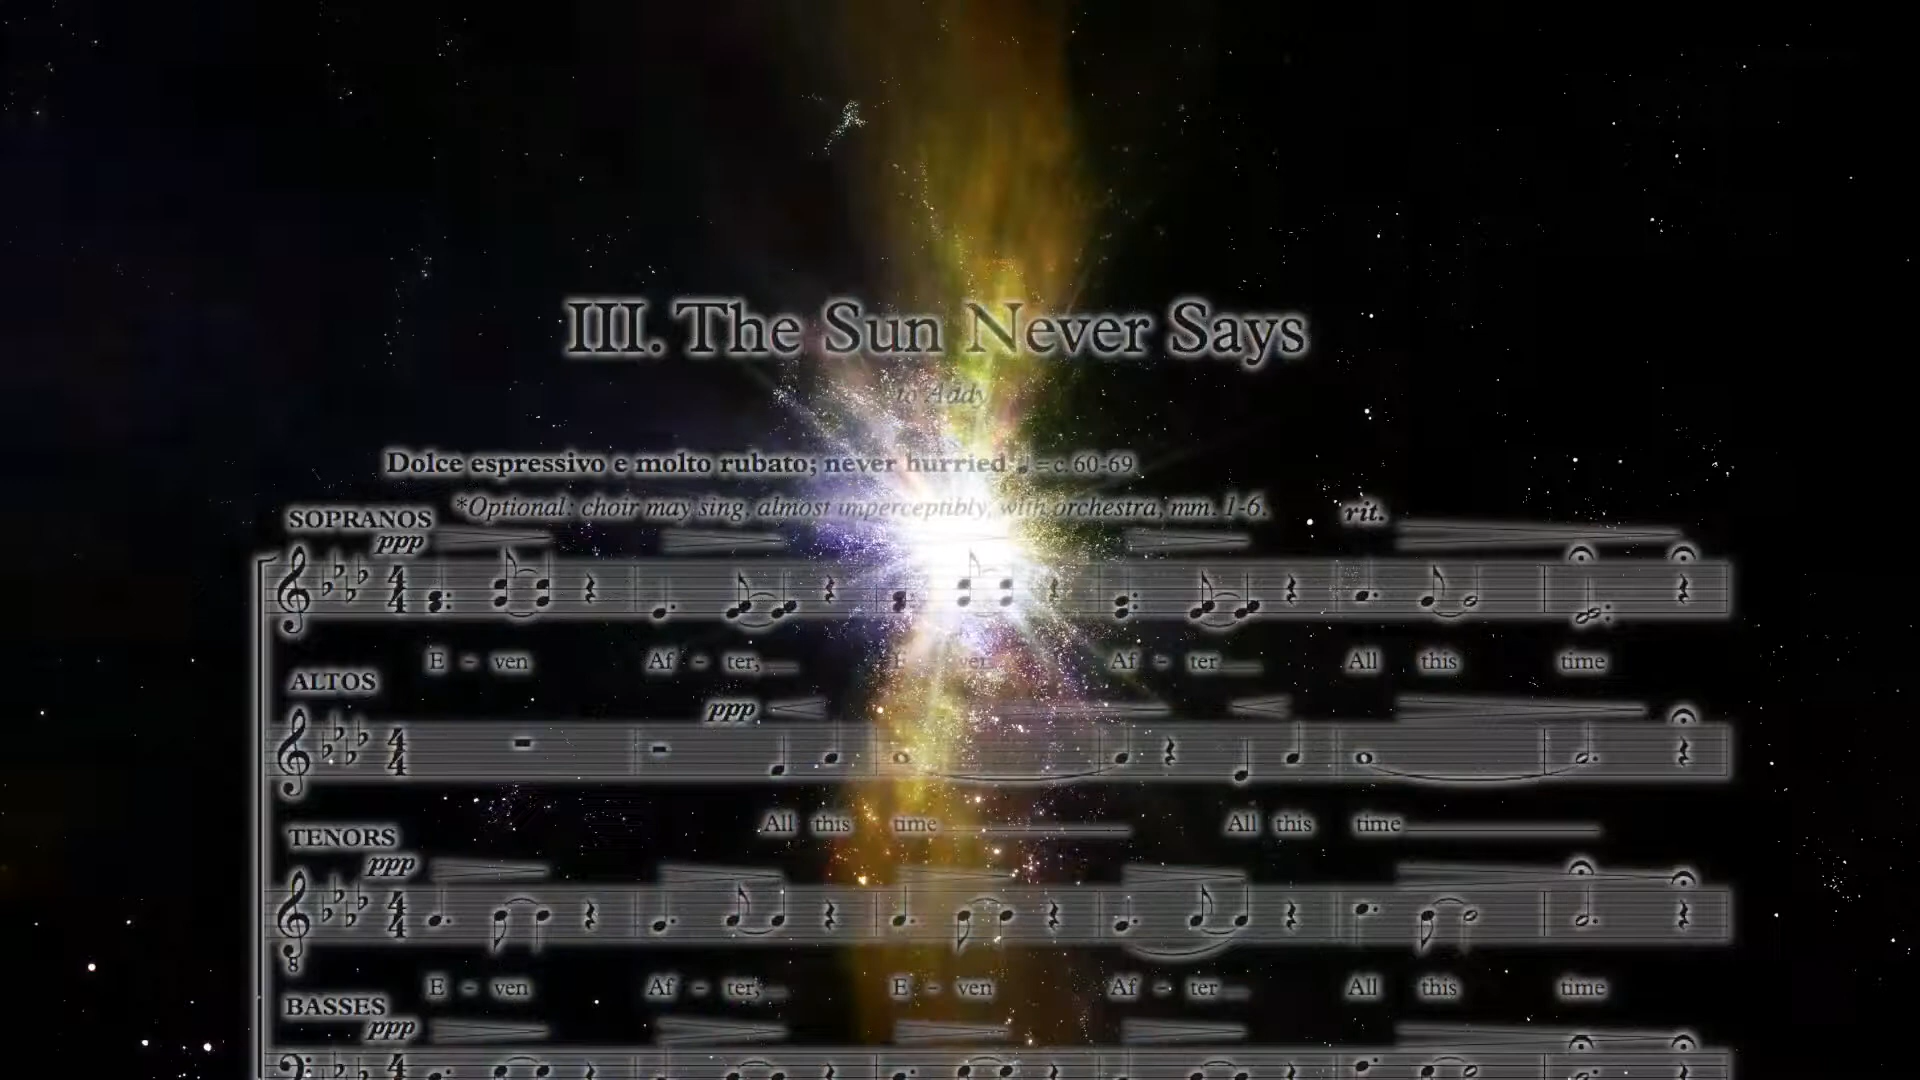 III. The Sun Never Says
to Addy
Dolce espressivo e molto rubato; never hurried ♩ = c. 60-69
*Optional: choir may sing, almost imperceptibly, with orchestra, mm. 1-6.
rit.
SOPRANOS
ppp
E - ven Af - ter, E - ven Af - ter All this time
ALTOS
ppp
All this time All this time
TENORS
ppp
8
E - ven Af - ter, E - ven Af - ter All this time
BASSES
ppp